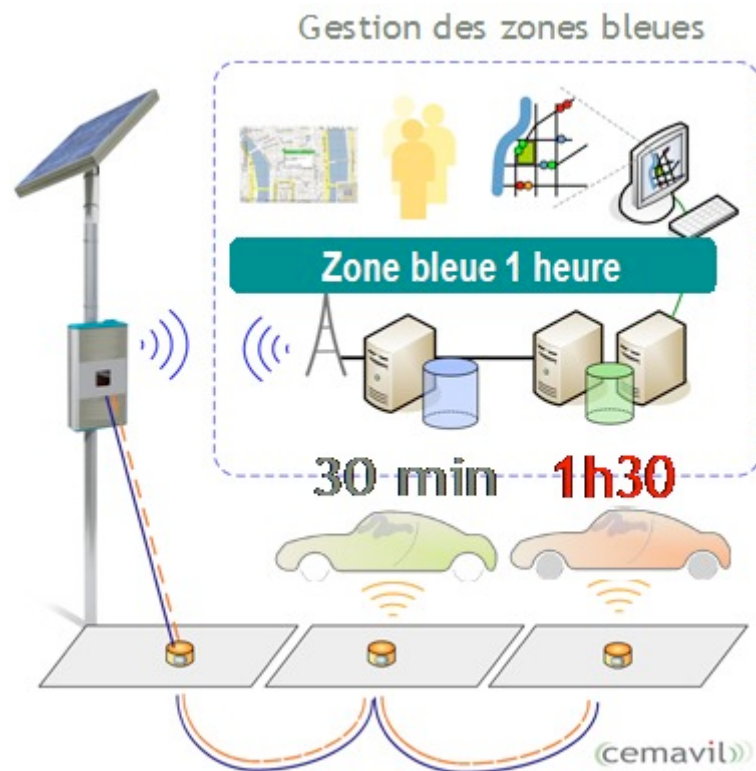 Gestion des zones bleues
Zone bleue 1 heure
30 min
1h30
cemavil